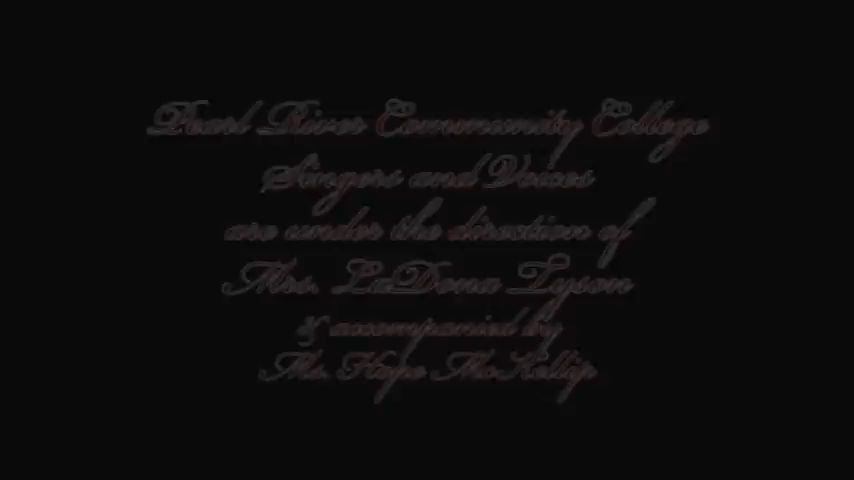 Pearl River Community College
Singers and Voices
are under the direction of
Mrs. LaDona Tyson
& accompanied by
Ms. Hope McKellip